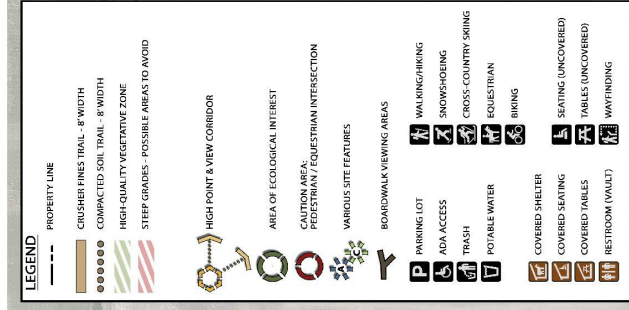 LEGEND
PROPERTY LINE
CRUSHER FINES TRAIL - 8' WIDTH
COMPACTED SOIL TRAIL - 8' WIDTH
HIGH-QUALITY VEGETATIVE ZONE
STEEP GRADES - POSSIBLE AREAS TO AVOID
HIGH POINT & VIEW CORRIDOR
AREA OF ECOLOGICAL INTEREST
CAUTION AREA:
PEDESTRIAN / EQUESTRIAN INTERSECTION
A
C
VARIOUS SITE FEATURES
BOARDWALK VIEWING AREAS
P
PARKING LOT
ADA ACCESS
TRASH
POTABLE WATER
WALKING/HIKING
SNOWSHOEING
CROSS-COUNTRY SKIING
EQUESTRIAN
BIKING
COVERED SHELTER
COVERED SEATING
COVERED TABLES
RESTROOM (VAULT)
SEATING (UNCOVERED)
TABLES (UNCOVERED)
WAYFINDING